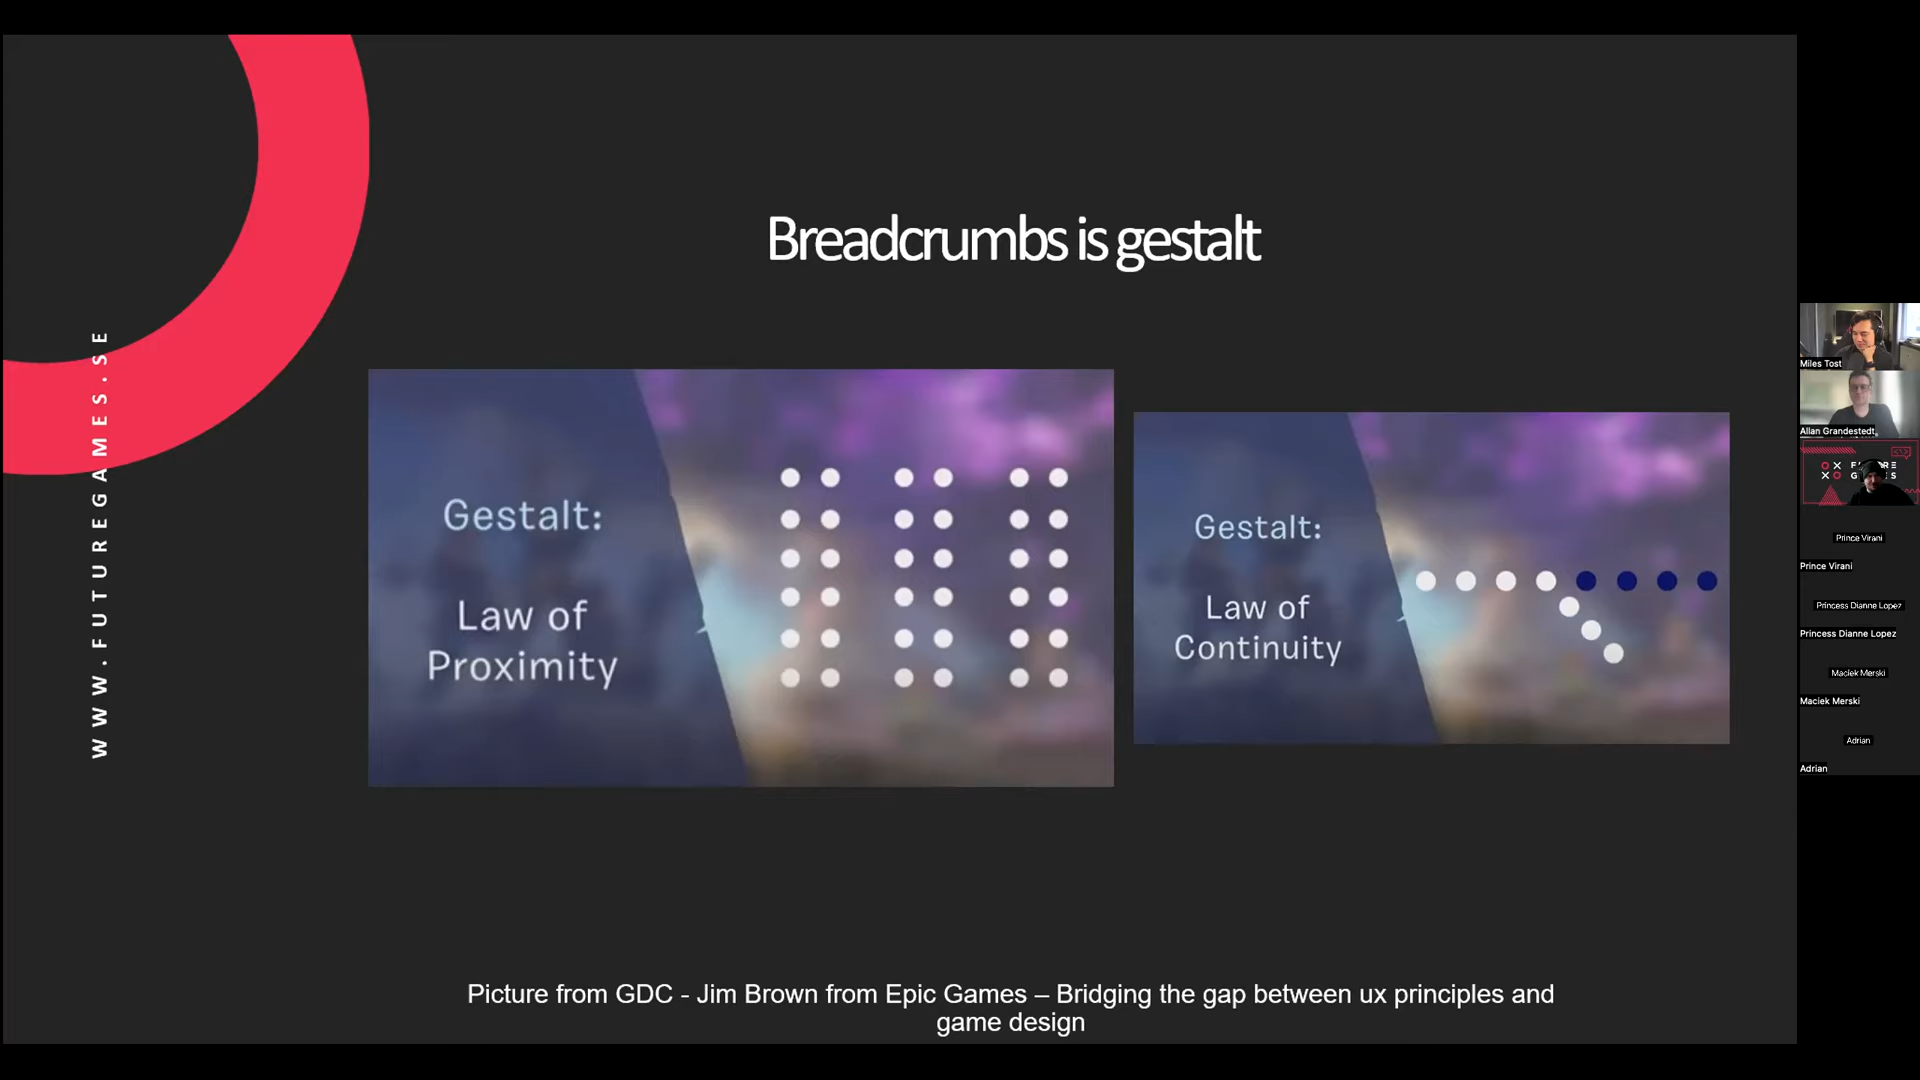 Breadcrumbs is gestalt
WWW.FUTUREGAMES.SE
Gestalt:
Law of
Proximity
Gestalt:
Law of
Continuity
Picture from GDC - Jim Brown from Epic Games – Bridging the gap between ux principles and
game design
Miles Tost
Allan Grandestedt
Prince Virani
Prince Virani
Princess Dianne Lopez
Princess Dianne Lopez
Maciek Merski
Maciek Merski
Adrian
Adrian